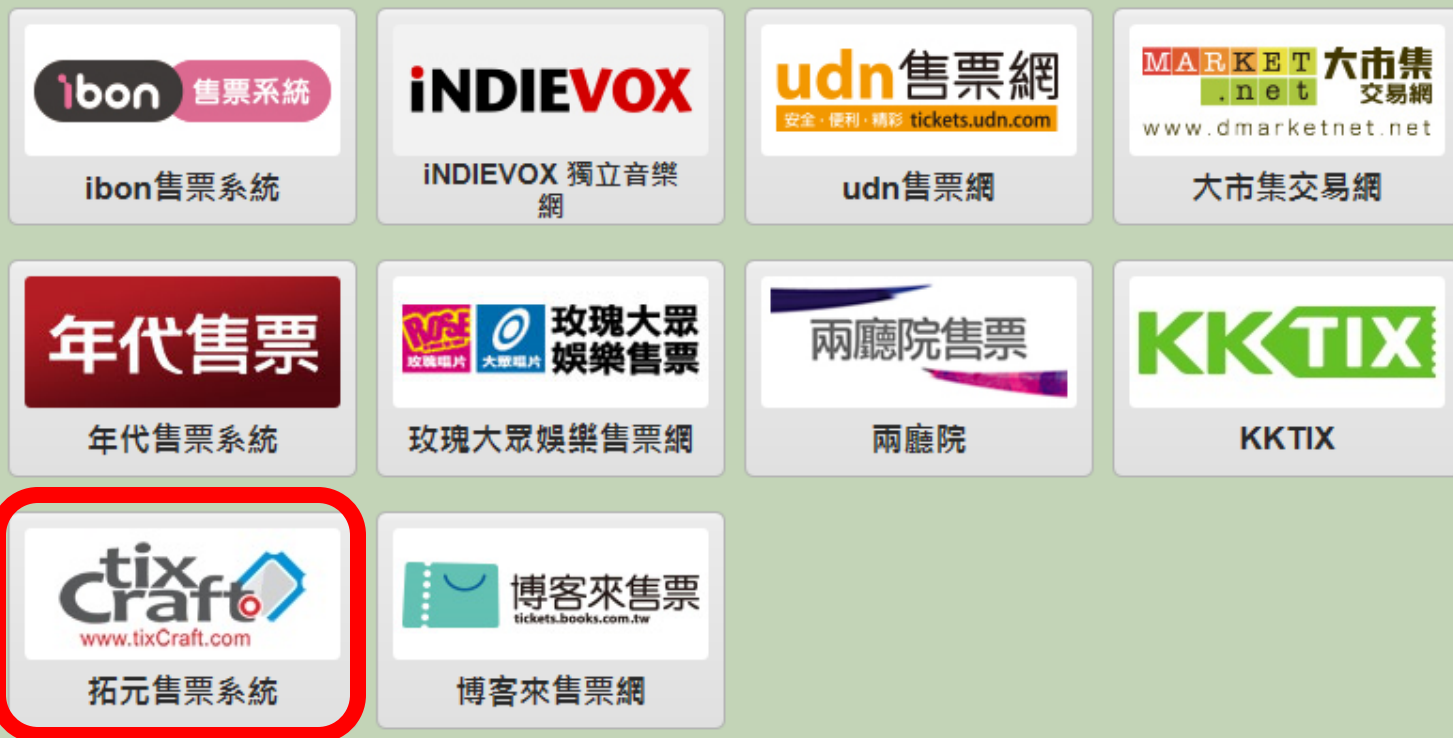 ibon 售票系統
iNDIEVOX
udn售票網
安全·便利·精彩 tickets.udn.com
MARKET
.net
大市集
交易網
www.dmarketnet.net
ibon售票系統
iNDIEVOX 獨立音樂
網
udn售票網
大市集交易網
年代售票
ROSE
玫瑰唱片
大眾唱片
玫瑰大眾
娛樂售票
兩廳院售票
KKTIX
年代售票系統
玫瑰大眾娛樂售票網
兩廳院
KKTIX
tix
Craft
www.tixCraft.com
博客來售票
tickets.books.com.tw
拓元售票系統
博客來售票網